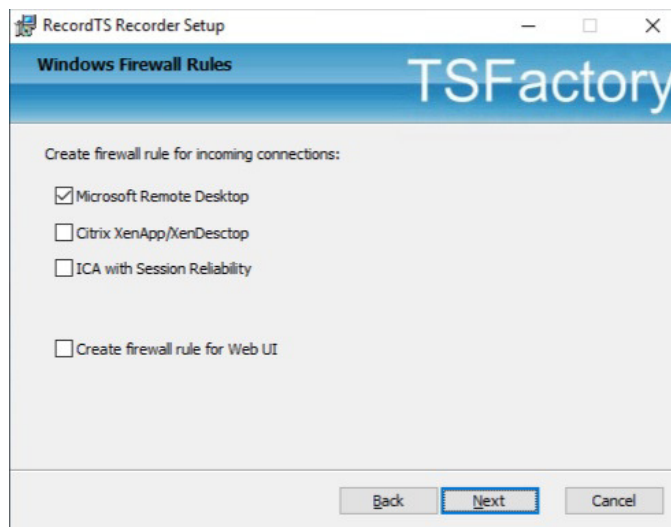 RecordTS Recorder Setup
Windows Firewall Rules
TSFactory
Create firewall rule for incoming connections:
Microsoft Remote Desktop
Citrix XenApp/XenDesctop
ICA with Session Reliability
Create firewall rule for Web UI
Back
Next
Cancel